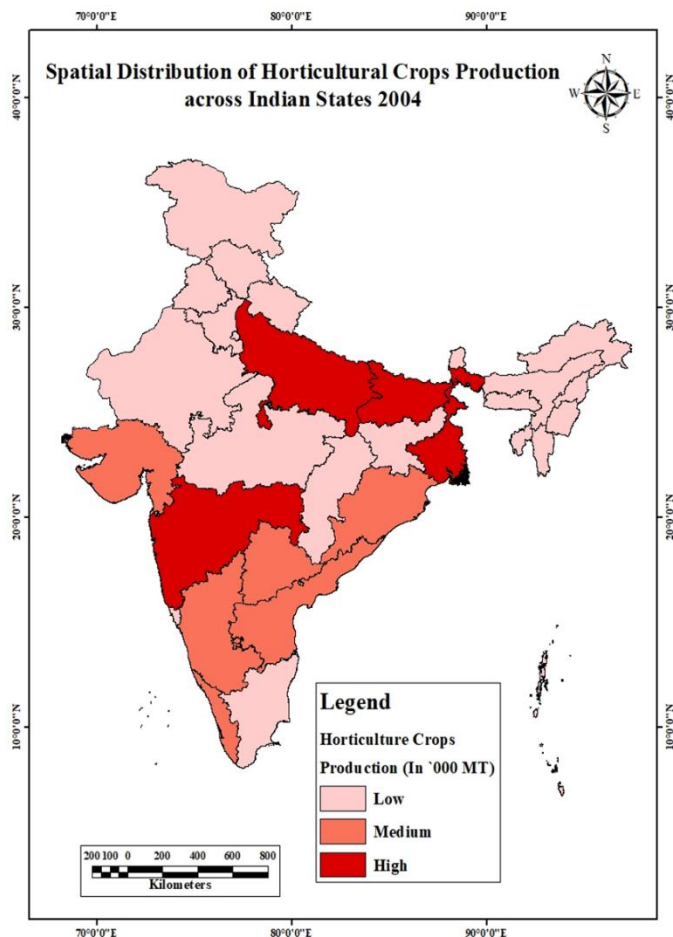 70°0'0"E 80°0'0"E 90°0'0"E
Spatial Distribution of Horticultural Crops Production
across Indian States 2004
N
W E
S
40°0'0"N 40°0'0"N
30°0'0"N 30°0'0"N
20°0'0"N 20°0'0"N
10°0'0"N 10°0'0"N
Legend
Horticulture Crops
Production (In `000 MT)
Low
Medium
High
200 100 0 200 400 600 800
Kilometers
70°0'0"E 80°0'0"E 90°0'0"E